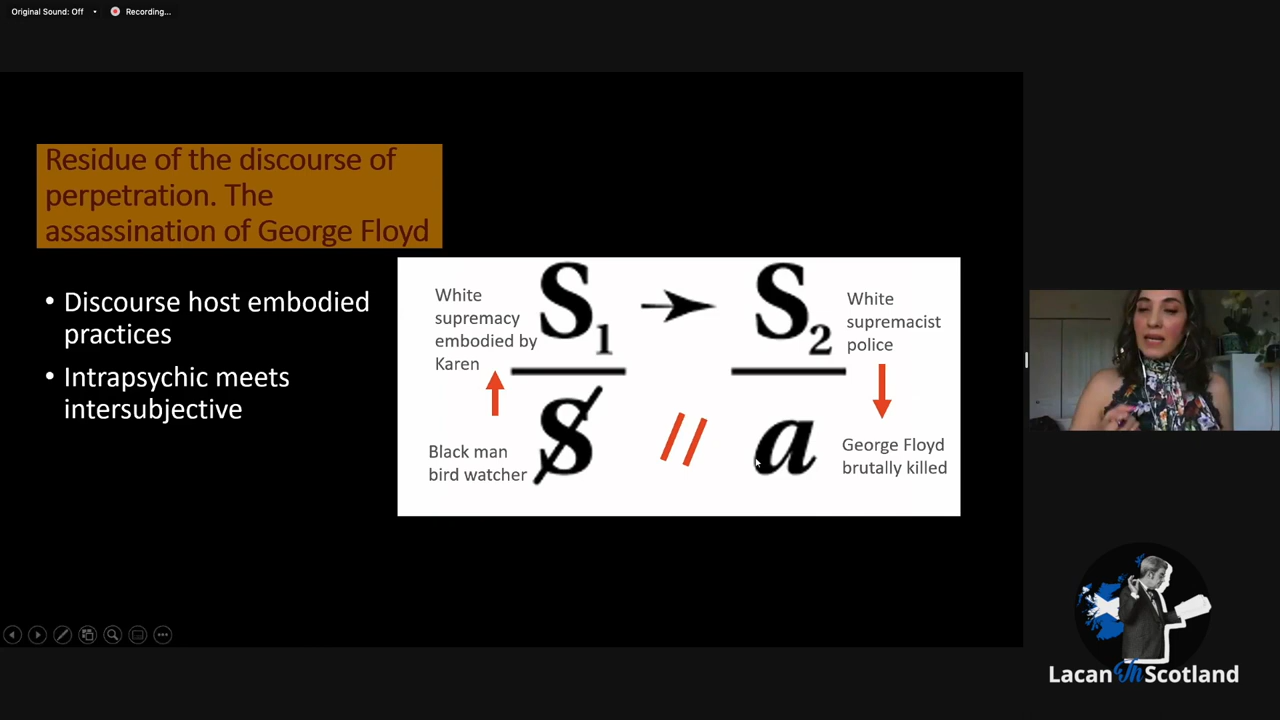 Original Sound: Off
Recording...
Residue of the discourse of
perpetration. The
assassination of George Floyd
• Discourse host embodied
practices
• Intrapsychic meets
intersubjective
White
supremacy
embodied by
Karen
S1
S2
White
supremacist
police
Black man
bird watcher
$
//
a
George Floyd
brutally killed
Lacan In Scotland